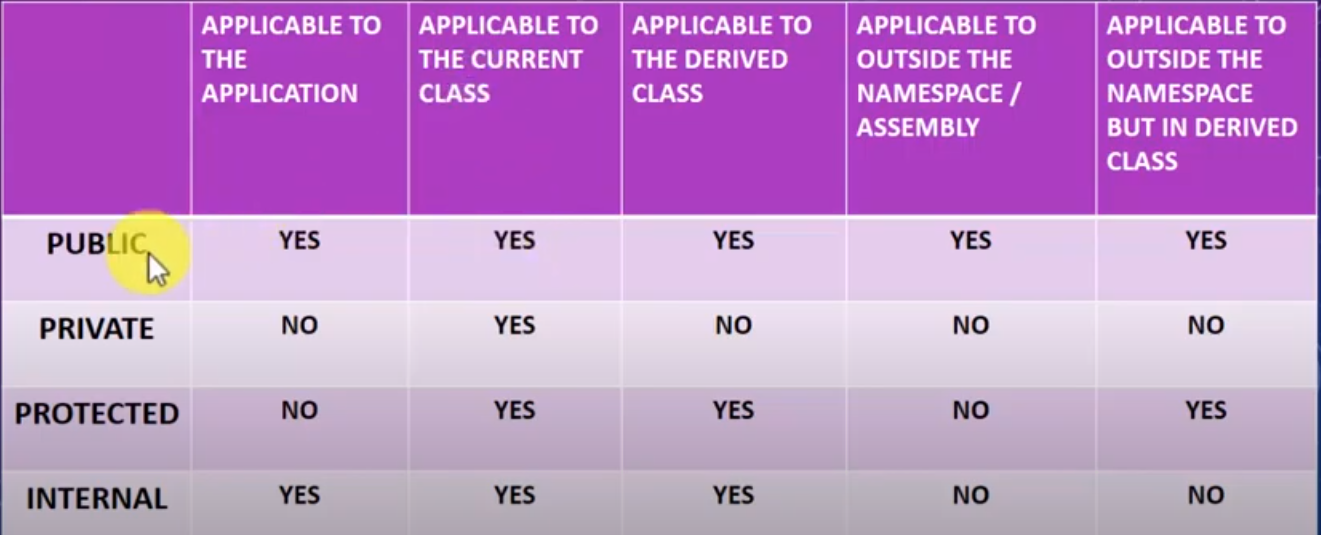 APPLICABLE TO THE APPLICATION
APPLICABLE TO THE CURRENT CLASS
APPLICABLE TO THE DERIVED CLASS
APPLICABLE TO OUTSIDE THE NAMESPACE / ASSEMBLY
APPLICABLE TO OUTSIDE THE NAMESPACE BUT IN DERIVED CLASS
PUBLIC YES YES YES YES YES
PRIVATE NO YES NO NO NO
PROTECTED NO YES YES NO YES
INTERNAL YES YES YES NO NO